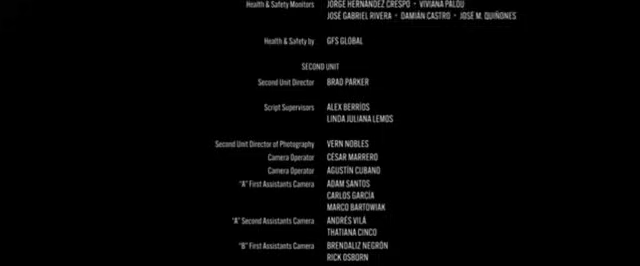 Health & Safety Monitors JORGE HERNÁNDEZ CRESPO • VIVIANA PALOU
JOSÉ GABRIEL RIVERA • DAMIÁN CASTRO • JOSÉ M. QUIÑONES
Health & Safety by GFS GLOBAL
SECOND UNIT
Second Unit Director BRAD PARKER
Script Supervisors ALEX BERRÍOS
LINDA JULIANA LEMOS
Second Unit Director of Photography VERN NOBLES
Camera Operator CÉSAR MARRERO
Camera Operator AGUSTÍN CUBANO
"A" First Assistants Camera ADAM SANTOS
CARLOS GARCÍA
MARCO BARTOWIAK
"A" Second Assistants Camera ANDRÉS VILÁ
THATIANA CINCO
"B" First Assistants Camera BRENDALIZ NEGRÓN
RICK OSBORN